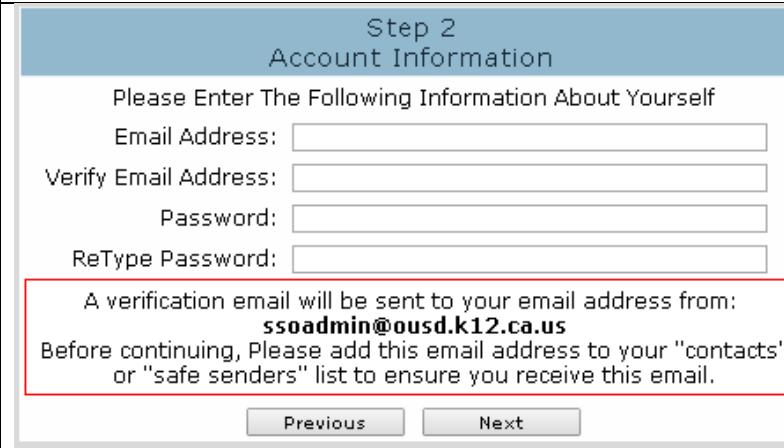 Step 2
Account Information
Please Enter The Following Information About Yourself
Email Address:
Verify Email Address:
Password:
ReType Password:
A verification email will be sent to your email address from:
ssoadmin@ousd.k12.ca.us
Before continuing, Please add this email address to your "contacts"
or "safe senders" list to ensure you receive this email.
Previous Next